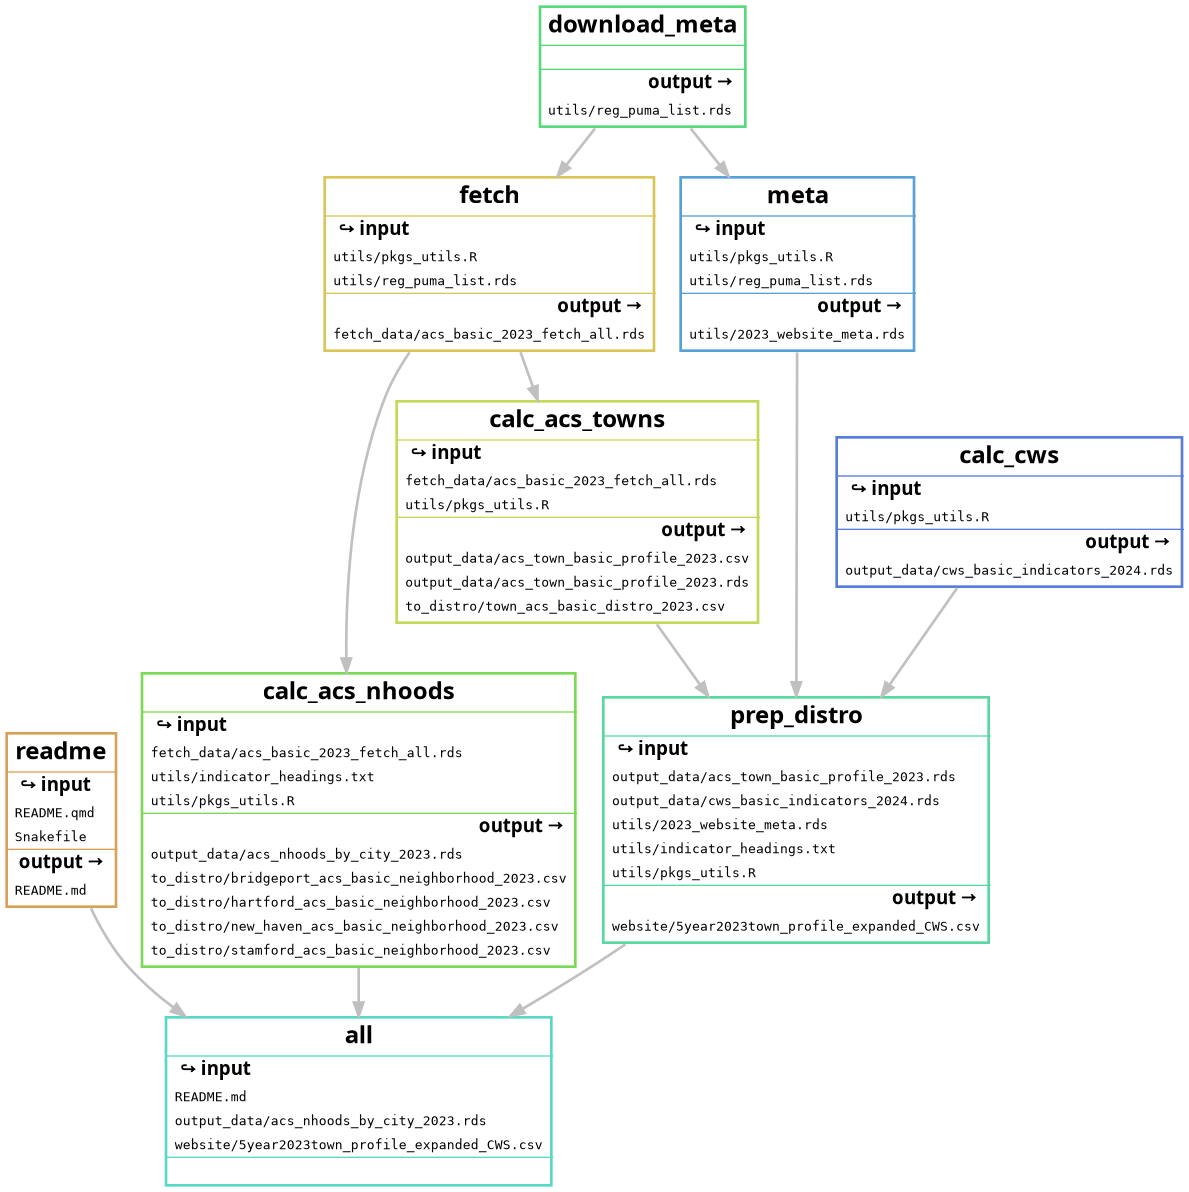 download_meta
output →
utils/reg_puma_list.rds
fetch
↪ input
utils/pkgs_utils.R
utils/reg_puma_list.rds
output →
fetch_data/acs_basic_2023_fetch_all.rds
meta
↪ input
utils/pkgs_utils.R
utils/reg_puma_list.rds
output →
utils/2023_website_meta.rds
calc_acs_towns
↪ input
fetch_data/acs_basic_2023_fetch_all.rds
utils/pkgs_utils.R
output →
output_data/acs_town_basic_profile_2023.csv
output_data/acs_town_basic_profile_2023.rds
to_distro/town_acs_basic_distro_2023.csv
calc_cws
↪ input
utils/pkgs_utils.R
output →
output_data/cws_basic_indicators_2024.rds
readme
↪ input
README.qmd
Snakefile
output →
README.md
calc_acs_nhoods
↪ input
fetch_data/acs_basic_2023_fetch_all.rds
utils/indicator_headings.txt
utils/pkgs_utils.R
output →
output_data/acs_nhoods_by_city_2023.rds
to_distro/bridgeport_acs_basic_neighborhood_2023.csv
to_distro/hartford_acs_basic_neighborhood_2023.csv
to_distro/new_haven_acs_basic_neighborhood_2023.csv
to_distro/stamford_acs_basic_neighborhood_2023.csv
prep_distro
↪ input
output_data/acs_town_basic_profile_2023.rds
output_data/cws_basic_indicators_2024.rds
utils/2023_website_meta.rds
utils/indicator_headings.txt
utils/pkgs_utils.R
output →
website/5year2023town_profile_expanded_CWS.csv
all
↪ input
README.md
output_data/acs_nhoods_by_city_2023.rds
website/5year2023town_profile_expanded_CWS.csv